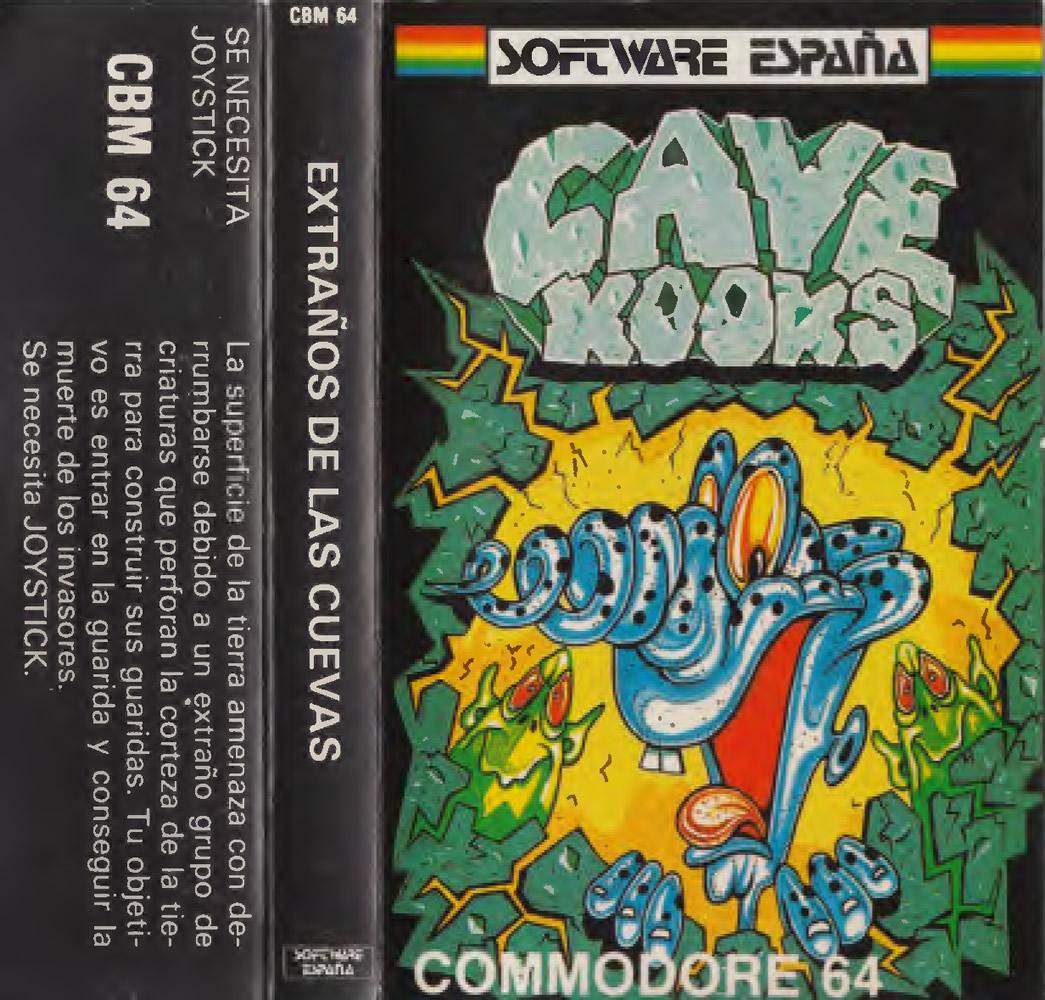 SE NECESITA
JOYSTICK
CBM 64
La superficie de la tierra amenaza con de-
rrumbarse debido a un extraño grupo de
criaturas que perforan la corteza de la tie-
rra para construir sus guaridas. Tu objeti-
vo es entrar en la guarida y conseguir la
muerte de los invasores.
Se necesita JOYSTICK.
CBM 64
EXTRAÑOS DE LAS CUEVAS
SOFTWARE
ESPAÑA
SOFTWARE ESPAÑA
CAVE
KOOKS
COMMODORE 64